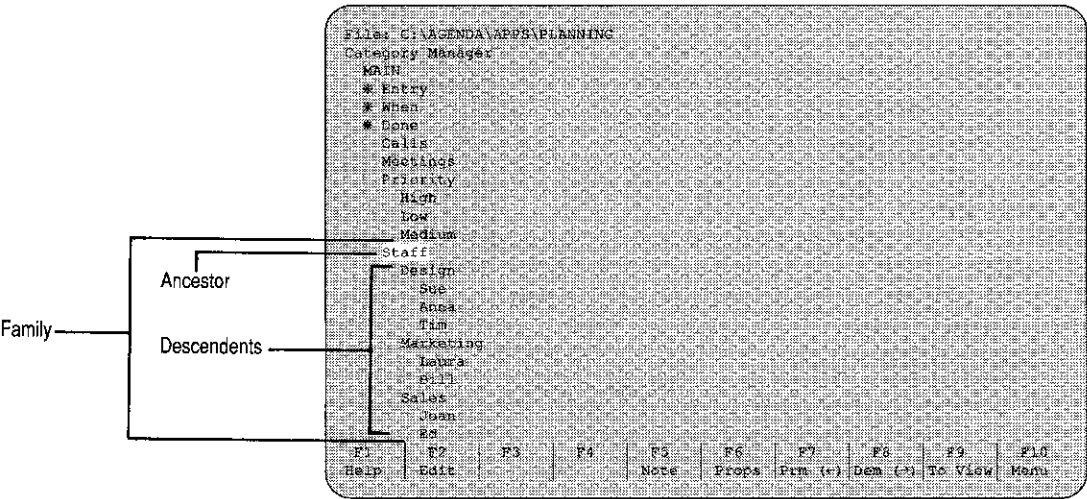 File: C:\AGENDA\APPS\PLANNING
Category Manager
MAIN
* Entry
* When
* Done
Calls
Meetings
Priority
High
Low
Medium
Staff
Design
Sue
Anna
Tim
Marketing
Laura
Bill
Sales
Joan
Ed
Ancestor
Family
Descendents
F1 F2 F3 F4 F5 F6 F7 F8 F9 F10
Help Edit Note Props Prm (←) Dem (→) To View Menu